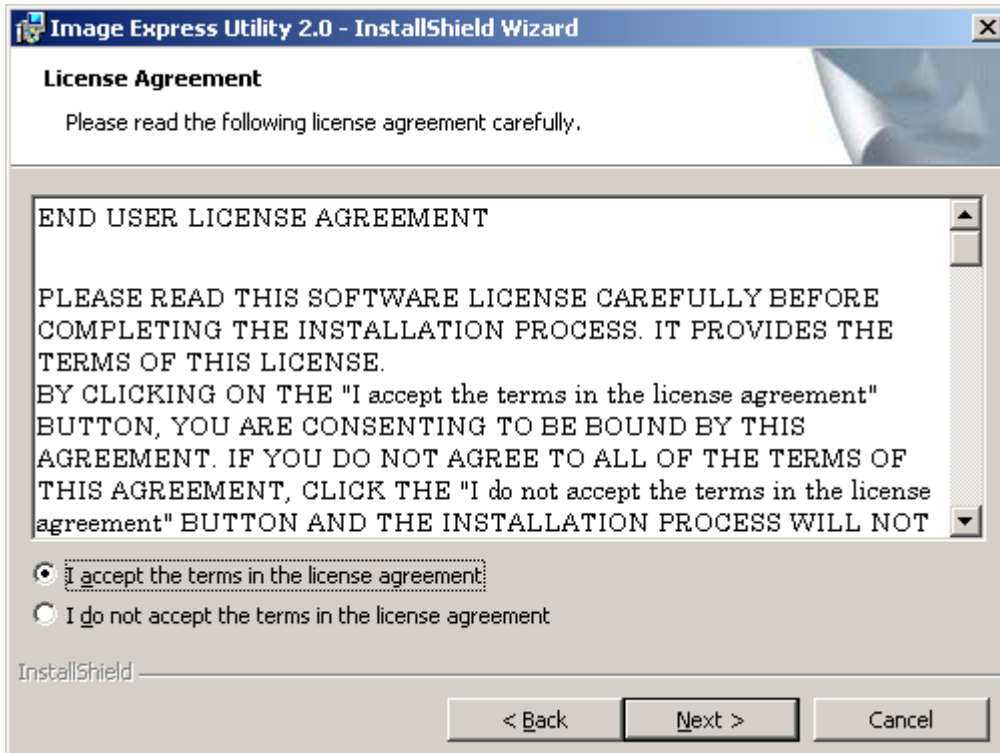 Image Express Utility 2.0 - InstallShield Wizard
License Agreement
Please read the following license agreement carefully.
END USER LICENSE AGREEMENT
PLEASE READ THIS SOFTWARE LICENSE CAREFULLY BEFORE
COMPLETING THE INSTALLATION PROCESS. IT PROVIDES THE
TERMS OF THIS LICENSE.
BY CLICKING ON THE "I accept the terms in the license agreement"
BUTTON, YOU ARE CONSENTING TO BE BOUND BY THIS
AGREEMENT. IF YOU DO NOT AGREE TO ALL OF THE TERMS OF
THIS AGREEMENT, CLICK THE "I do not accept the terms in the license
agreement" BUTTON AND THE INSTALLATION PROCESS WILL NOT
I accept the terms in the license agreement
I do not accept the terms in the license agreement
InstallShield
< Back Next > Cancel